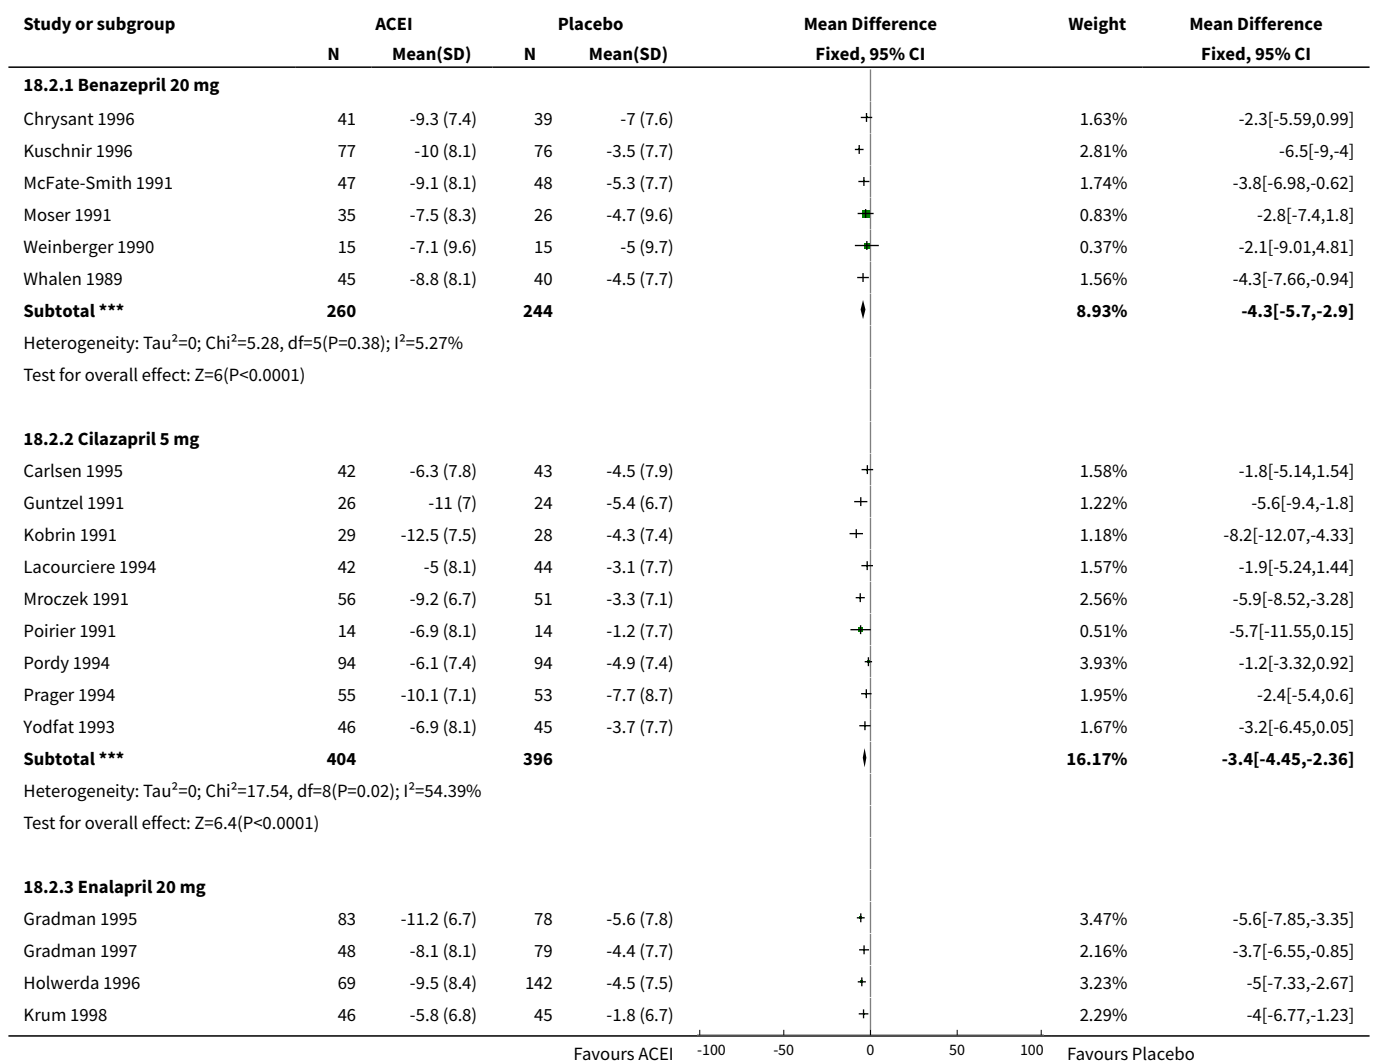 Study or subgroup ACEI Placebo Mean Difference Weight Mean Difference
N Mean(SD) N Mean(SD) Fixed, 95% CI Fixed, 95% CI
18.2.1 Benazepril 20 mg
Chrysant 1996 41 -9.3 (7.4) 39 -7 (7.6) 1.63% -2.3[-5.59,0.99]
Kuschnir 1996 77 -10 (8.1) 76 -3.5 (7.7) 2.81% -6.5[-9,-4]
McFate-Smith 1991 47 -9.1 (8.1) 48 -5.3 (7.7) 1.74% -3.8[-6.98,-0.62]
Moser 1991 35 -7.5 (8.3) 26 -4.7 (9.6) 0.83% -2.8[-7.4,1.8]
Weinberger 1990 15 -7.1 (9.6) 15 -5 (9.7) 0.37% -2.1[-9.01,4.81]
Whalen 1989 45 -8.8 (8.1) 40 -4.5 (7.7) 1.56% -4.3[-7.66,-0.94]
Subtotal *** 260 244 8.93% -4.3[-5.7,-2.9]
Heterogeneity: Tau²=0; Chi²=5.28, df=5(P=0.38); I²=5.27%
Test for overall effect: Z=6(P<0.0001)
18.2.2 Cilazapril 5 mg
Carlsen 1995 42 -6.3 (7.8) 43 -4.5 (7.9) 1.58% -1.8[-5.14,1.54]
Guntzel 1991 26 -11 (7) 24 -5.4 (6.7) 1.22% -5.6[-9.4,-1.8]
Kobrin 1991 29 -12.5 (7.5) 28 -4.3 (7.4) 1.18% -8.2[-12.07,-4.33]
Lacourciere 1994 42 -5 (8.1) 44 -3.1 (7.7) 1.57% -1.9[-5.24,1.44]
Mroczek 1991 56 -9.2 (6.7) 51 -3.3 (7.1) 2.56% -5.9[-8.52,-3.28]
Poirier 1991 14 -6.9 (8.1) 14 -1.2 (7.7) 0.51% -5.7[-11.55,0.15]
Pordy 1994 94 -6.1 (7.4) 94 -4.9 (7.4) 3.93% -1.2[-3.32,0.92]
Prager 1994 55 -10.1 (7.1) 53 -7.7 (8.7) 1.95% -2.4[-5.4,0.6]
Yodfat 1993 46 -6.9 (8.1) 45 -3.7 (7.7) 1.67% -3.2[-6.45,0.05]
Subtotal *** 404 396 16.17% -3.4[-4.45,-2.36]
Heterogeneity: Tau²=0; Chi²=17.54, df=8(P=0.02); I²=54.39%
Test for overall effect: Z=6.4(P<0.0001)
18.2.3 Enalapril 20 mg
Gradman 1995 83 -11.2 (6.7) 78 -5.6 (7.8) 3.47% -5.6[-7.85,-3.35]
Gradman 1997 48 -8.1 (8.1) 79 -4.4 (7.7) 2.16% -3.7[-6.55,-0.85]
Holwerda 1996 69 -9.5 (8.4) 142 -4.5 (7.5) 3.23% -5[-7.33,-2.67]
Krum 1998 46 -5.8 (6.8) 45 -1.8 (6.7) 2.29% -4[-6.77,-1.23]
Favours ACEI -100 -50 0 50 100 Favours Placebo